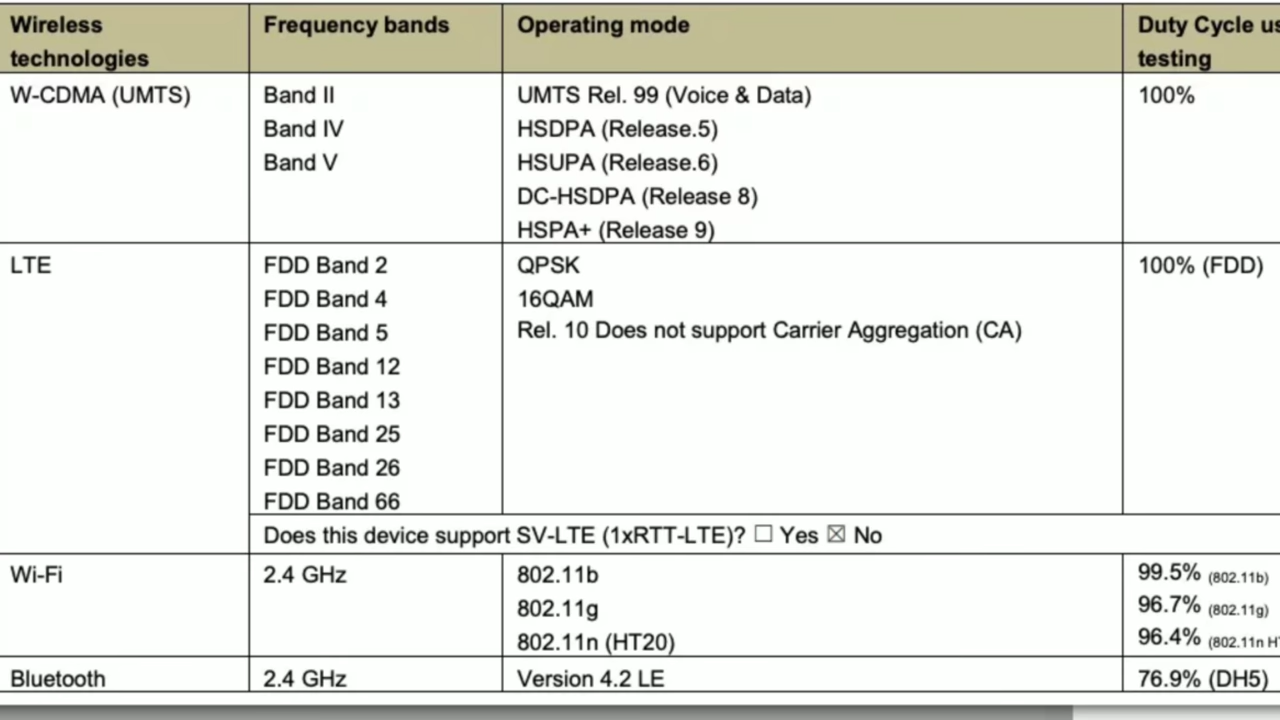 Wireless technologies Frequency bands Operating mode Duty Cycle testing
W-CDMA (UMTS) Band II UMTS Rel. 99 (Voice & Data) 100%
Band IV HSDPA (Release.5)
Band V HSUPA (Release.6)
DC-HSDPA (Release 8)
HSPA+ (Release 9)
LTE FDD Band 2 QPSK 100% (FDD)
FDD Band 4 16QAM
FDD Band 5 Rel. 10 Does not support Carrier Aggregation (CA)
FDD Band 12
FDD Band 13
FDD Band 25
FDD Band 26
FDD Band 66
Does this device support SV-LTE (1xRTT-LTE)? ☐ Yes ☒ No
Wi-Fi 2.4 GHz 802.11b 99.5% (802.11b)
802.11g 96.7% (802.11g)
802.11n (HT20) 96.4% (802.11n
Bluetooth 2.4 GHz Version 4.2 LE 76.9% (DH5)